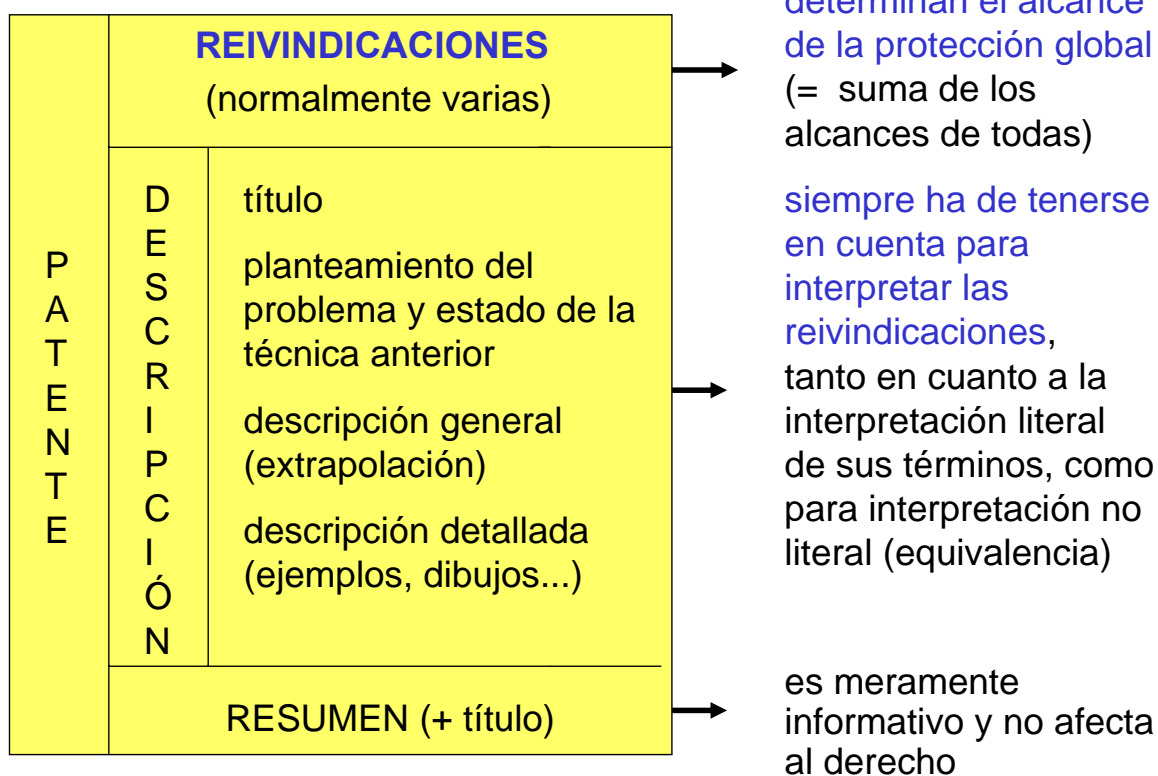 PATENTE
REIVINDICACIONES
(normalmente varias)
determinan el alcance
de la protección global
(= suma de los
alcances de todas)
DESCRIPCIÓN
título
planteamiento del
problema y estado de la
técnica anterior
descripción general
(extrapolación)
descripción detallada
(ejemplos, dibujos...)
siempre ha de tenerse
en cuenta para
interpretar las
reivindicaciones,
tanto en cuanto a la
interpretación literal
de sus términos, como
para interpretación no
literal (equivalencia)
RESUMEN (+ título)
es meramente
informativo y no afecta
al derecho